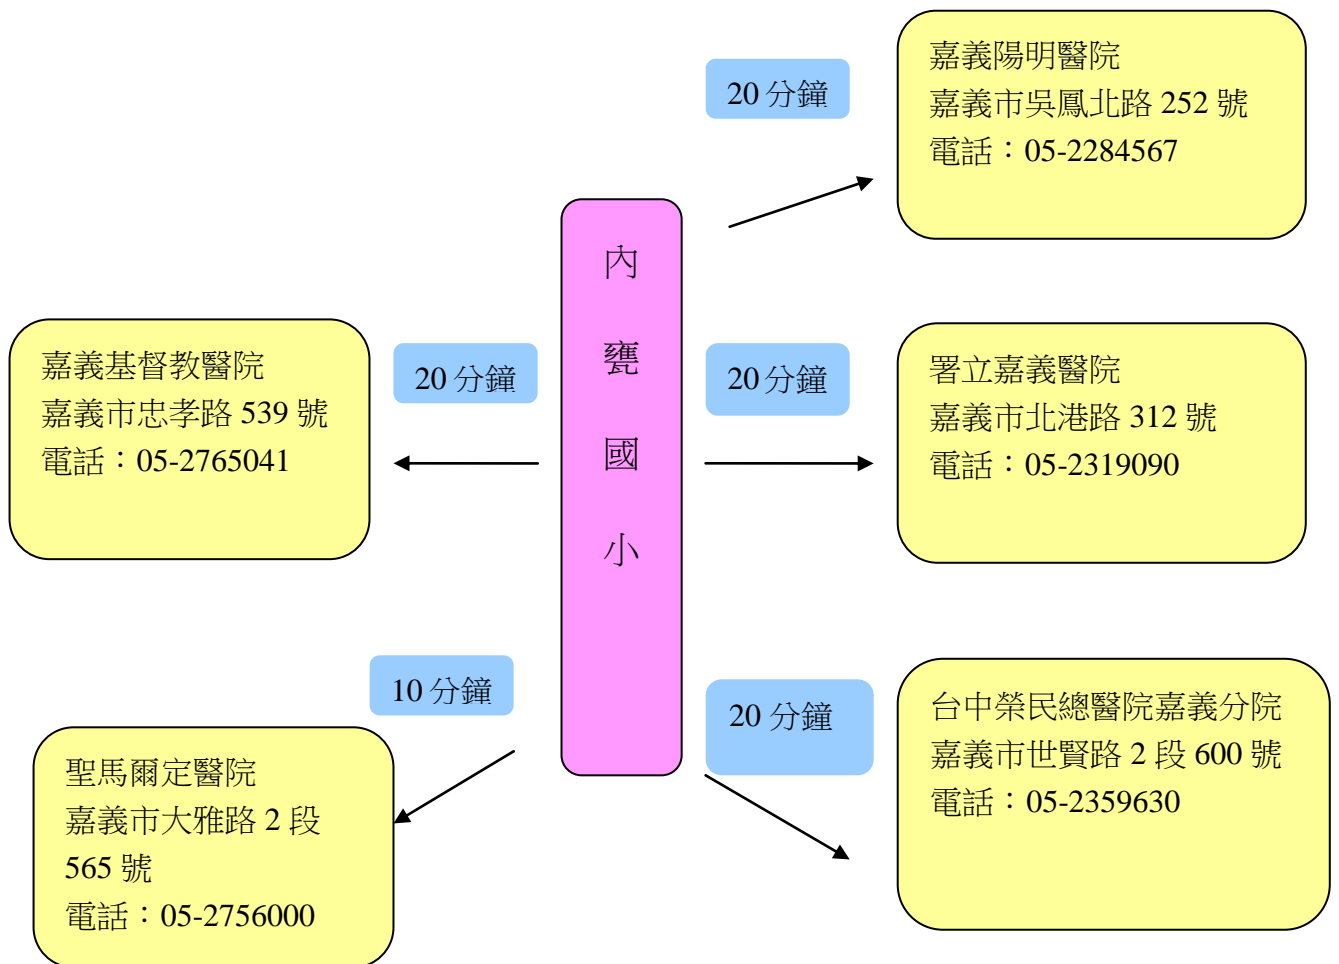 20 分鐘
嘉義陽明醫院
嘉義市吳鳳北路 252 號
電話：05-2284567
內
甕
國
小
嘉義基督教醫院
嘉義市忠孝路 539 號
電話：05-2765041
20 分鐘
20 分鐘
署立嘉義醫院
嘉義市北港路 312 號
電話：05-2319090
10 分鐘
聖馬爾定醫院
嘉義市大雅路 2 段
565 號
電話：05-2756000
20 分鐘
台中榮民總醫院嘉義分院
嘉義市世賢路 2 段 600 號
電話：05-2359630